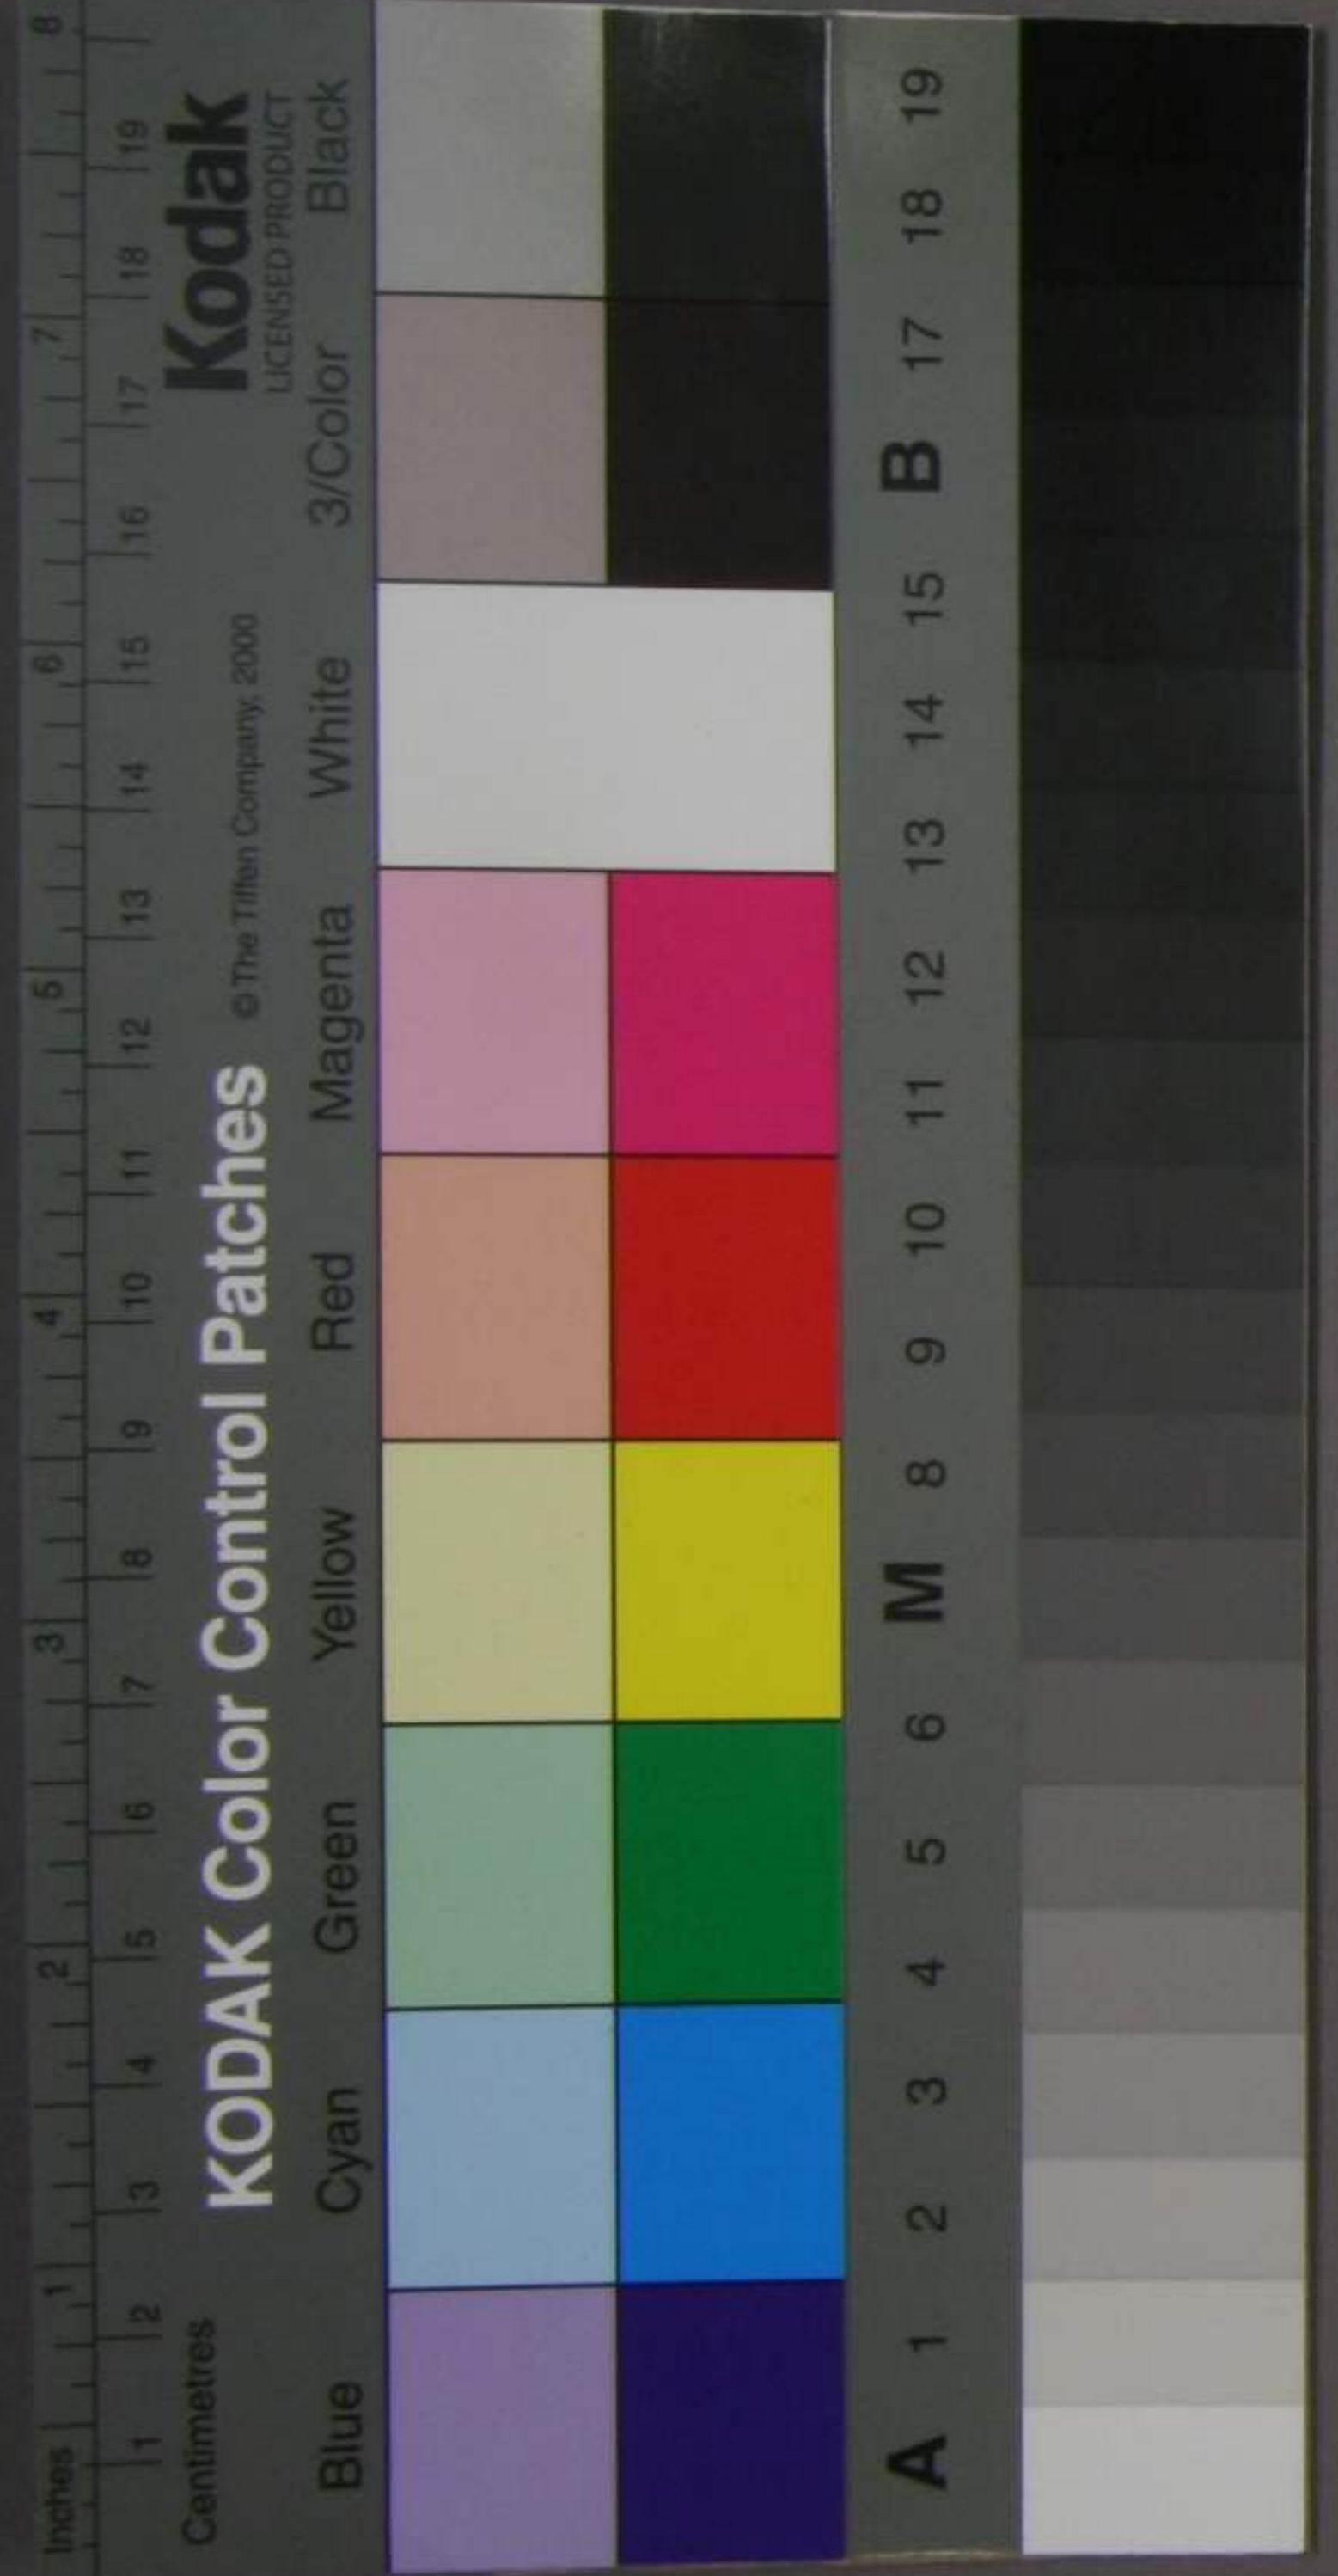 Inches 1 2 3 4 5 6 7 8
1 2 3 4 5 6 7 8 9 10 11 12 13 14 15 16 17 18 19
Centimetres
KODAK Color Control Patches
©The Tiffen Company, 2000
Kodak
LICENSED PRODUCT
Blue Cyan Green Yellow Red Magenta White 3/Color Black
A 1 2 3 4 5 6 M 8 9 10 11 12 13 14 15 B 17 18 19